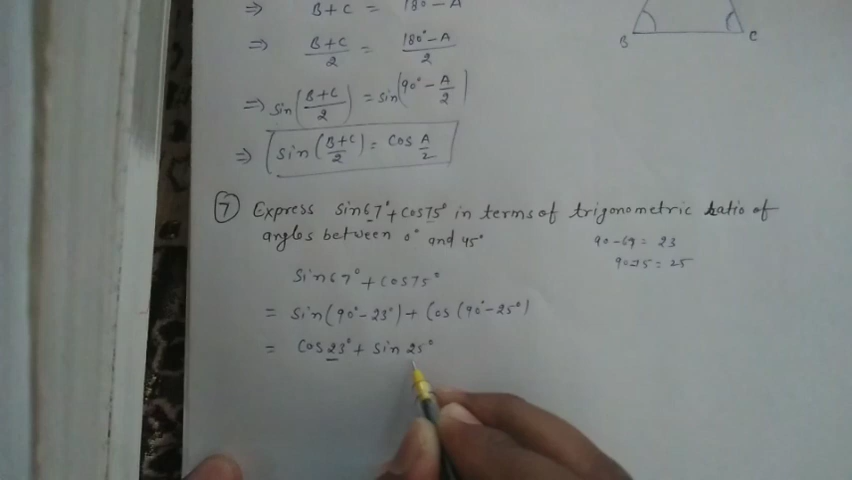 ⇒ B+C = 180-A
⇒ B+C/2 = 180°-A/2
⇒ sin(B+C/2) = sin(90°-A/2)
⇒ sin(B+C/2) = cos A/2
B C
7 Express sin67°+cos75° in terms of trigonometric ratio of
angles between 0° and 45°
90-67 = 23
90-75 = 25
sin67°+cos75°
= sin(90°-23°)+Cos(90°-25°)
= cos23°+sin25°